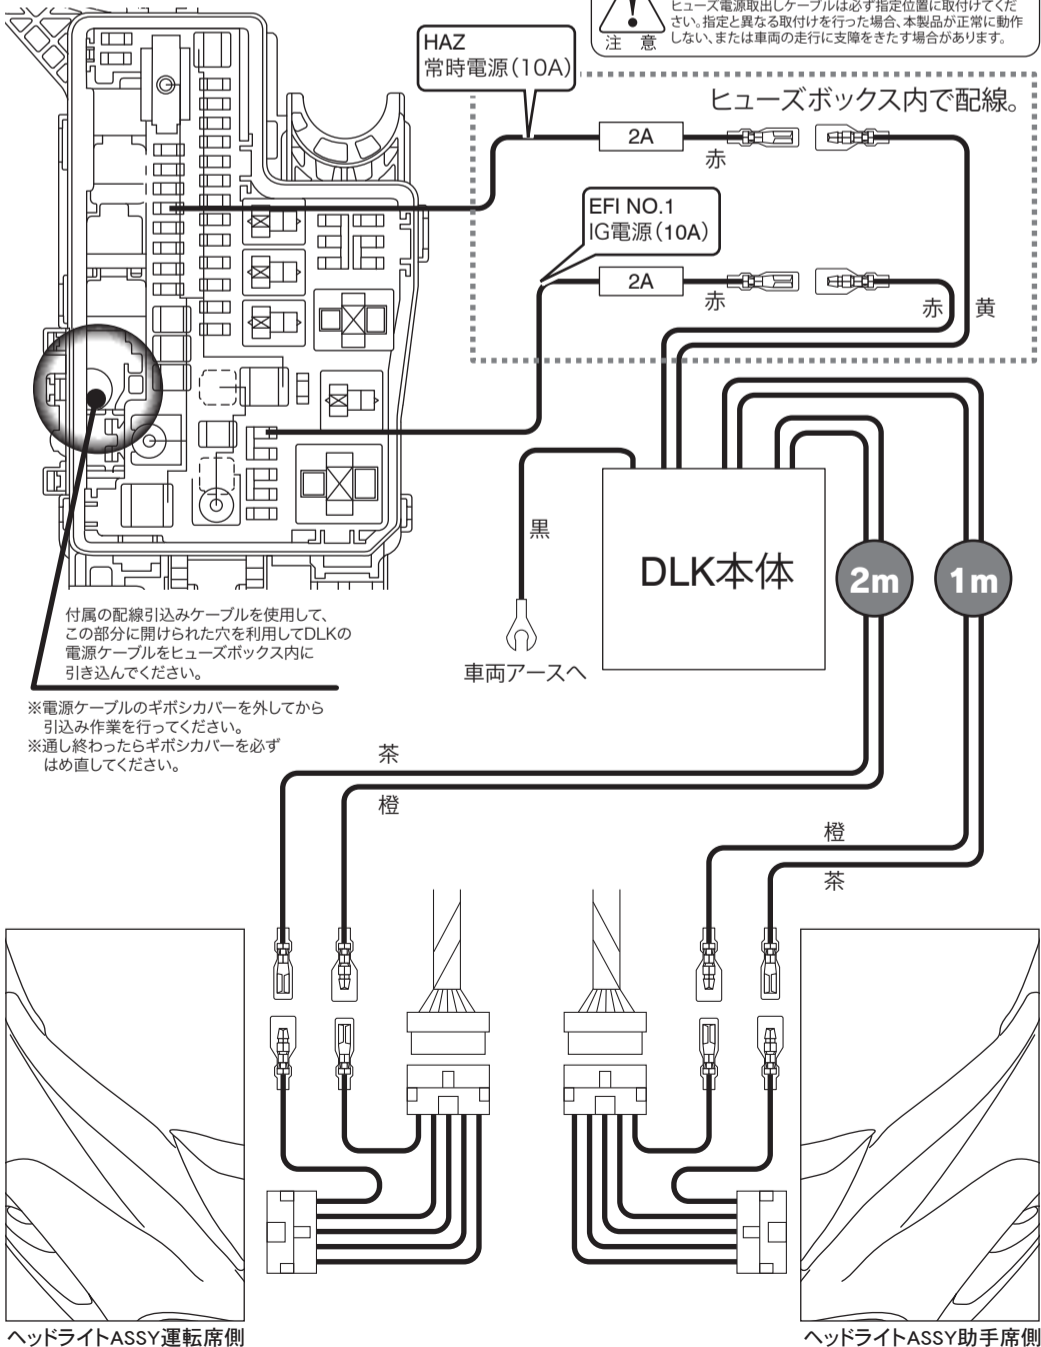 ヒューズ電源取出しケーブルは必ず指定位置に取付けてくだ
さい。指定と異なる取付けを行った場合、本製品が正常に動作
しない、または車両の走行に支障をきたす場合があります。
注 意
HAZ
常時電源(10A)
ヒューズボックス内で配線。
2A
赤
EFI NO.1
IG電源(10A)
2A
赤
赤
黄
黒
DLK本体
2m
1m
車両アースへ
付属の配線引込みケーブルを使用して、
この部分に開けられた穴を利用してDLKの
電源ケーブルをヒューズボックス内に
引き込んでください。
※電源ケーブルのギボシカバーを外してから
引込み作業を行ってください。
※通し終わったらギボシカバーを必ず
はめ直してください。
茶
橙
橙
茶
ヘッドライトASSY運転席側
ヘッドライトASSY助手席側